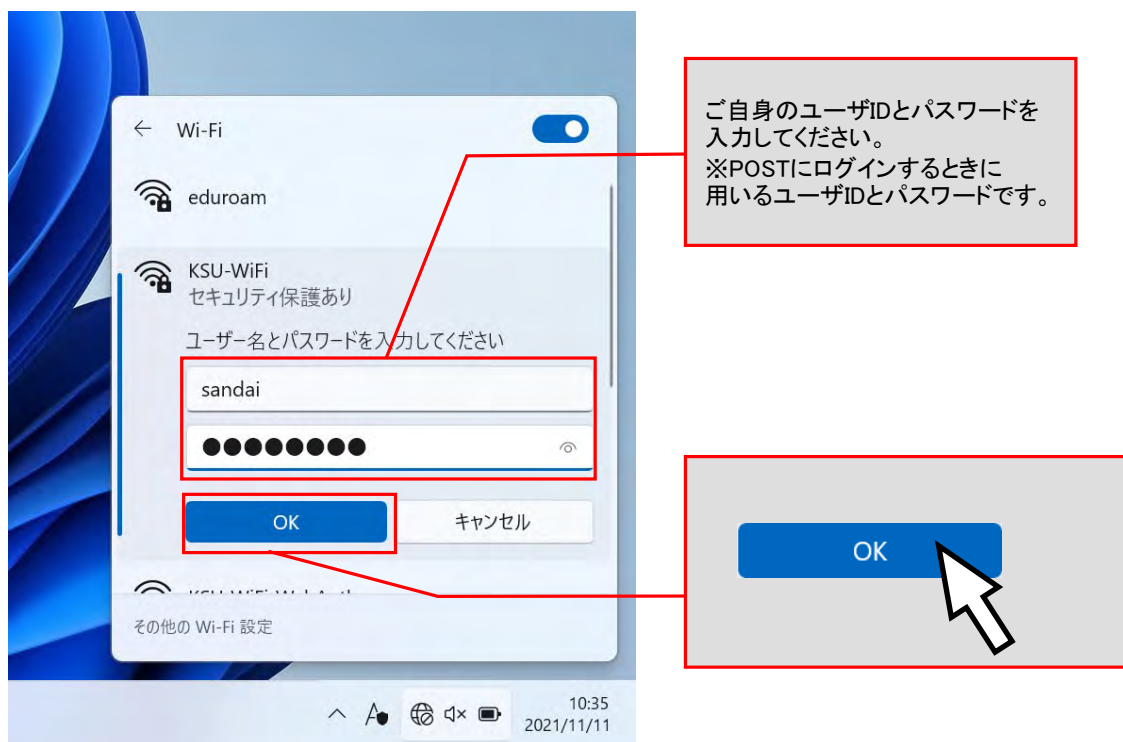 Wi-Fi
eduroam
KSU-WiFi
セキュリティ保護あり
ユーザー名とパスワードを入力してください
sandai
●●●●●●●●
OK
キャンセル
その他の Wi-Fi 設定
10:35
2021/11/11
ご自身のユーザIDとパスワードを
入力してください。
※POSTにログインするときに
用いるユーザIDとパスワードです。
OK